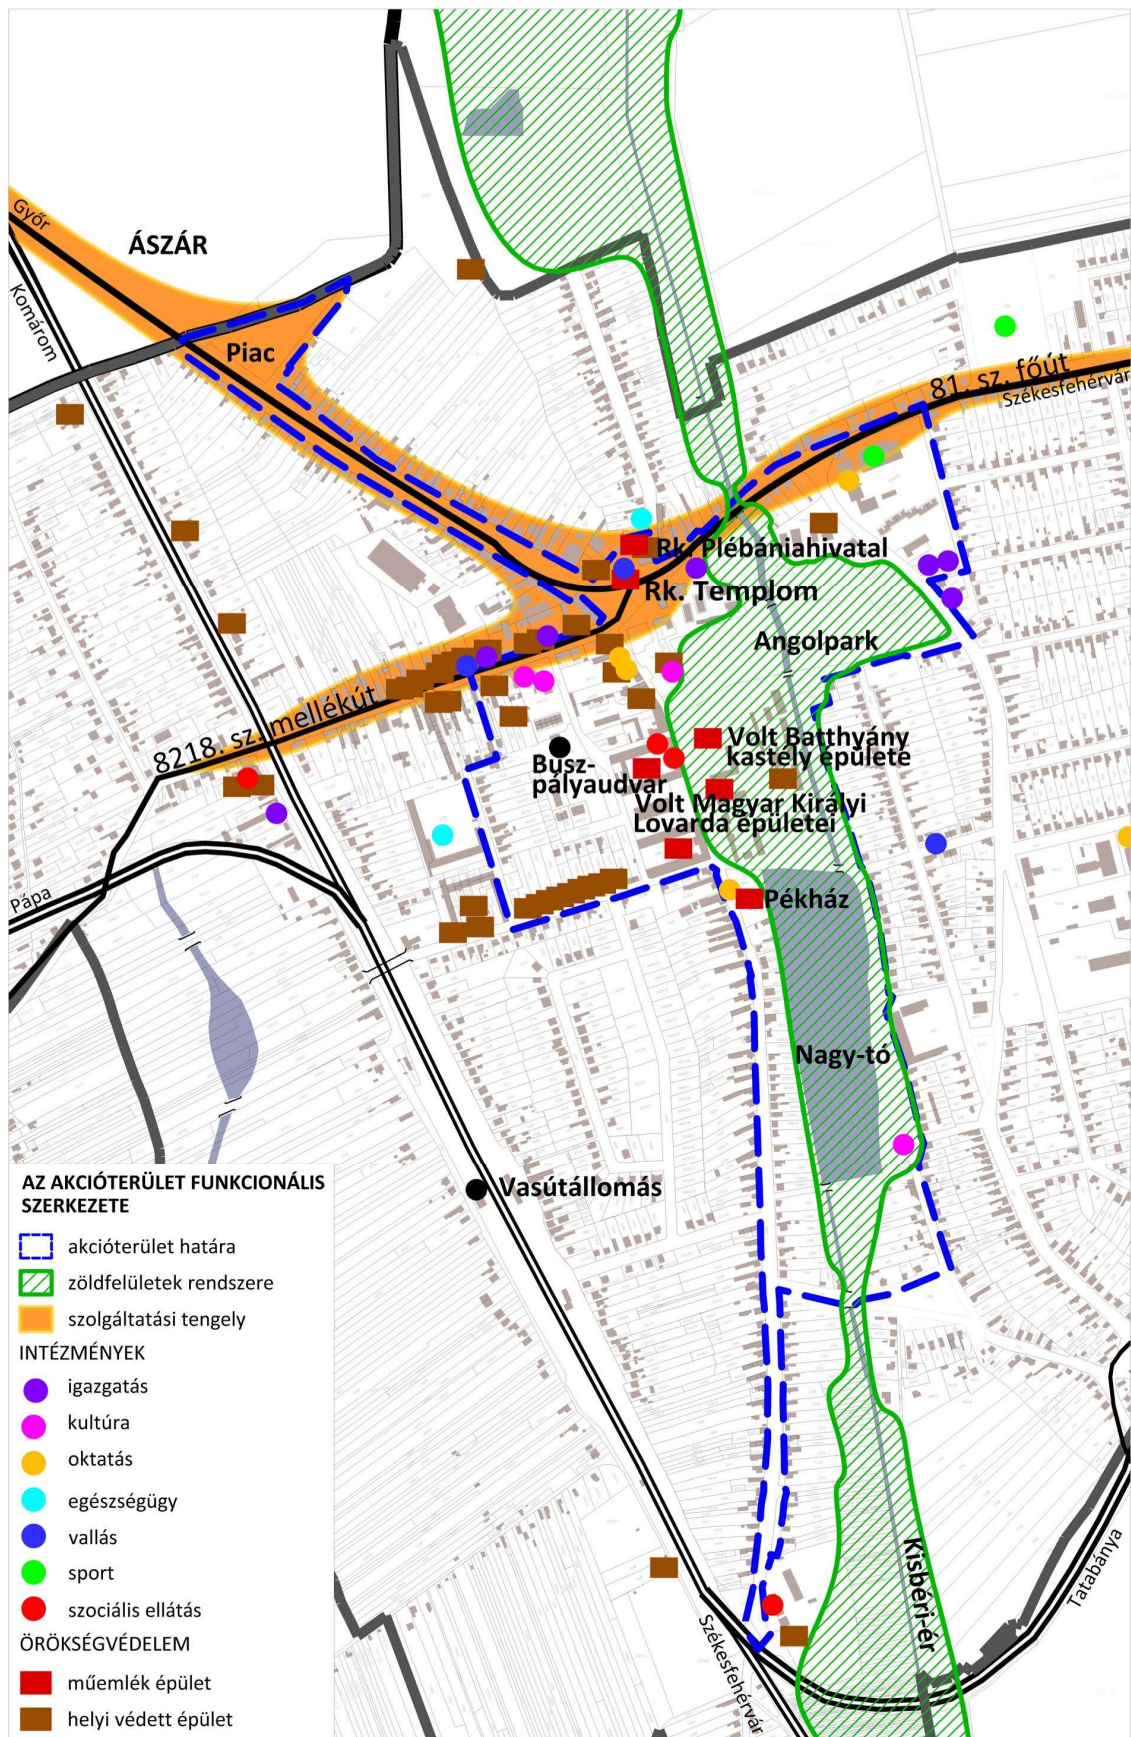 Győr
ÁSZÁR
Komárom
Piac
81. sz. főút
Székesfehérvár
Rk. Plébániahivatal
Rk. Templom
Angolpark
8218. sz. mellékút
Volt Batthyány
kastély épülete
Busz-
pályaudvar
Volt Magyar Királyi
Lovarda épületei
Pápa
Pékház
Nagy-tó
Vasútállomás
Kisbéri-ér
Tatabánya
Székesfehérvár
AZ AKCIÓTERÜLET FUNKCIONÁLIS
SZERKEZETE
akcióterület határa
zöldfelületek rendszere
szolgáltatási tengely
INTÉZMÉNYEK
igazgatás
kultúra
oktatás
egészségügy
vallás
sport
szociális ellátás
ÖRÖKSÉGVÉDELEM
műemlék épület
helyi védett épület